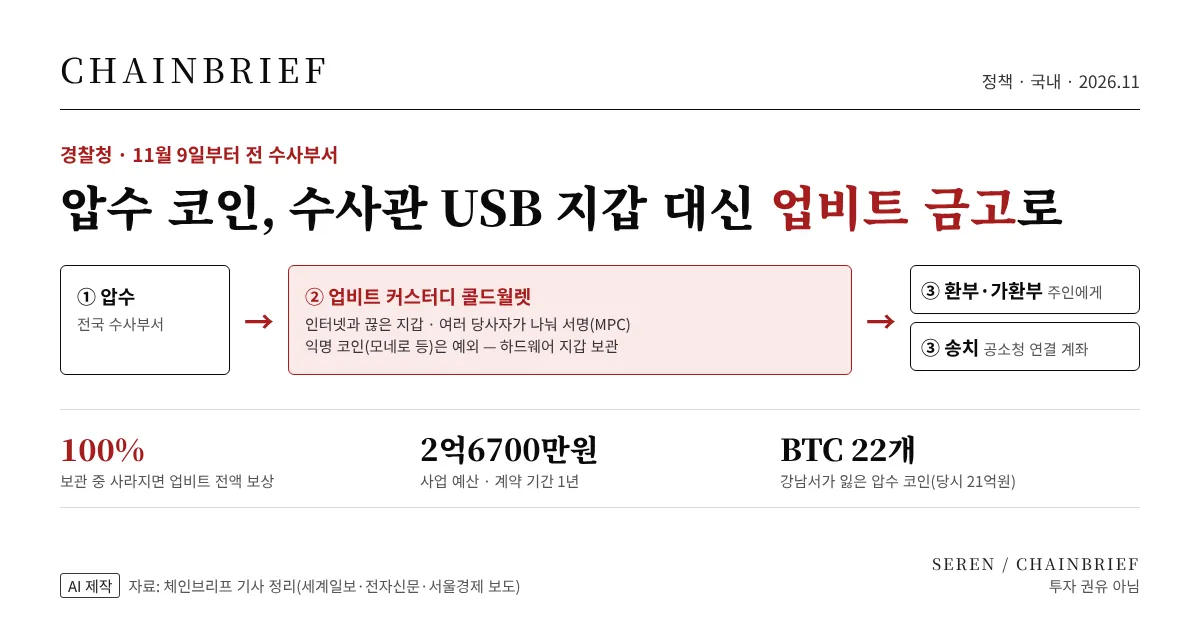 CHAINBRIEF
정책 · 국내 · 2026.11
경찰청 · 11월 9일부터 전 수사부서
압수 코인, 수사관 USB 지갑 대신 업비트 금고로
① 압수
전국 수사부서
→
② 업비트 커스터디 콜드월렛
인터넷과 끊은 지갑 · 여러 당사자가 나눠 서명(MPC)
익명 코인(모네로 등)은 예외 — 하드웨어 지갑 보관
→
③ 환부·가환부 주인에게
③ 송치 공소청 연결 계좌
100%
보관 중 사라지면 업비트 전액 보상
2억6700만원
사업 예산 · 계약 기간 1년
BTC 22개
강남서가 잃은 압수 코인(당시 21억원)
SEREN / CHAINBRIEF
AI 제작 자료: 체인브리프 기사 정리(세계일보·전자신문·서울경제 보도)
투자 권유 아님